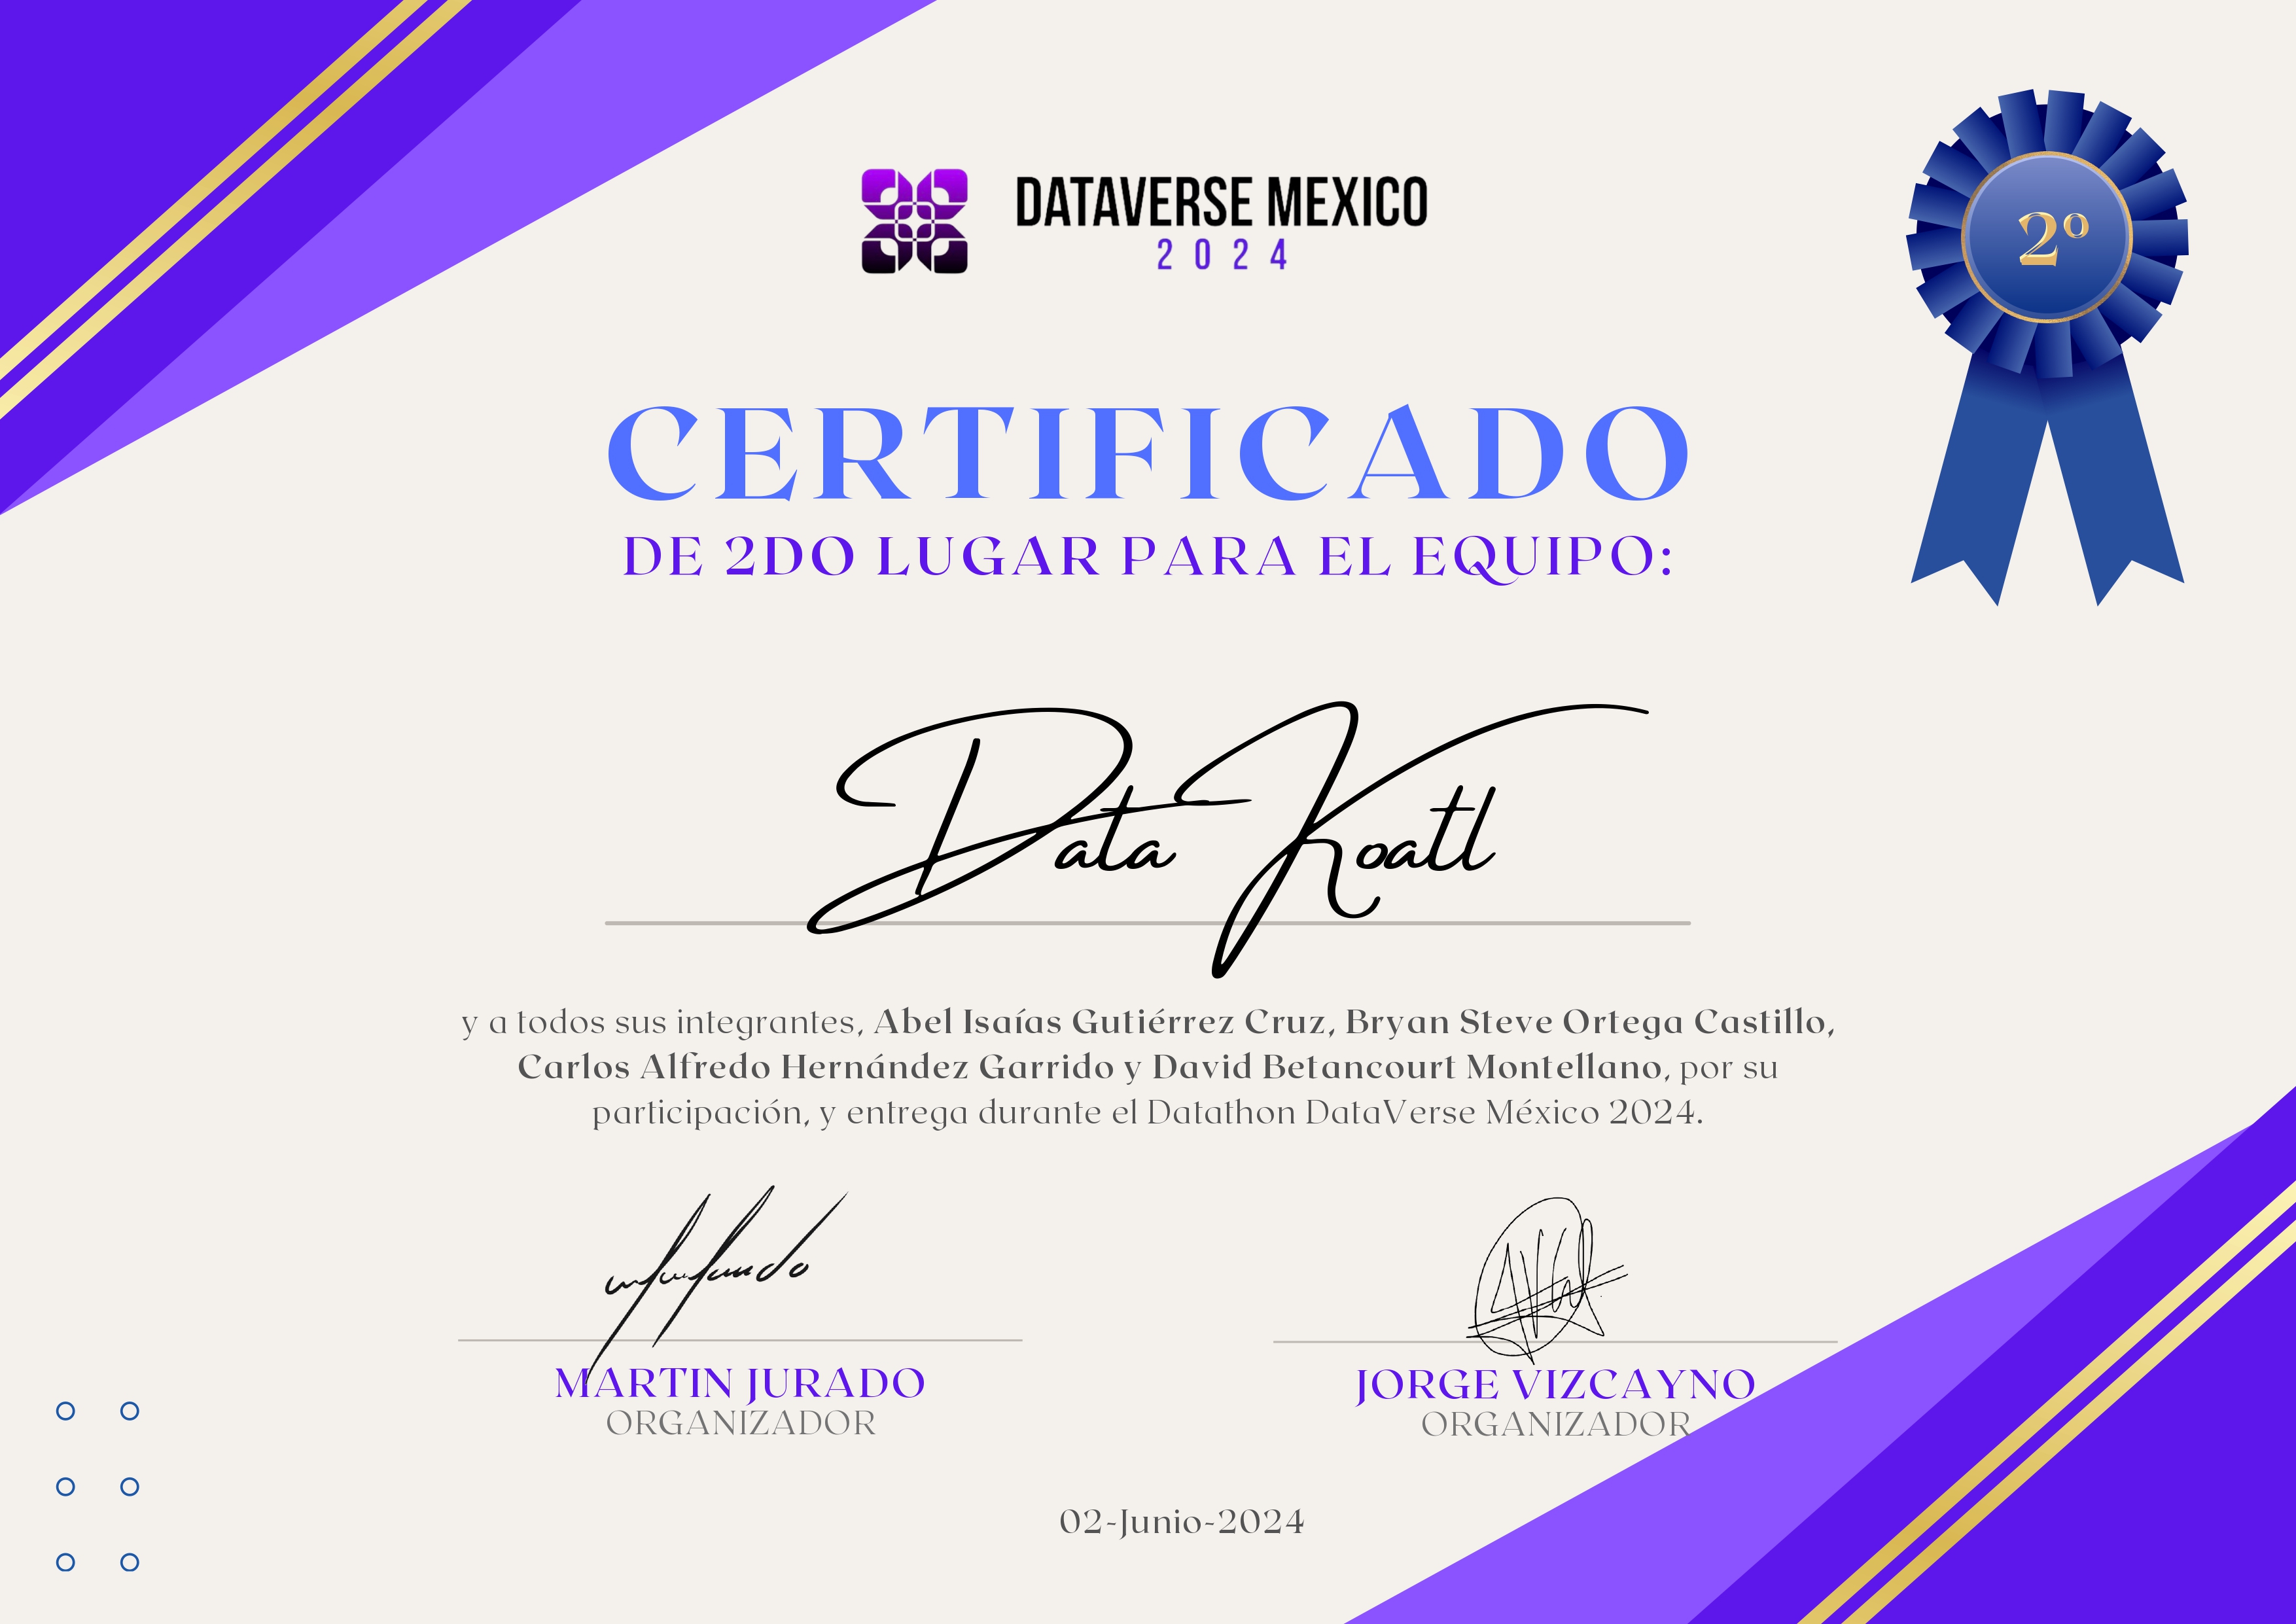 DATAVERSE MEXICO
2024
2º
CERTIFICADO
DE 2DO LUGAR PARA EL EQUIPO:
Data Koatl
y a todos sus integrantes, Abel Isaías Gutiérrez Cruz, Bryan Steve Ortega Castillo,
Carlos Alfredo Hernández Garrido y David Betancourt Montellano, por su
participación, y entrega durante el Datathon DataVerse México 2024.
MARTIN JURADO
ORGANIZADOR
JORGE VIZCAYNO
ORGANIZADOR
02-Junio-2024